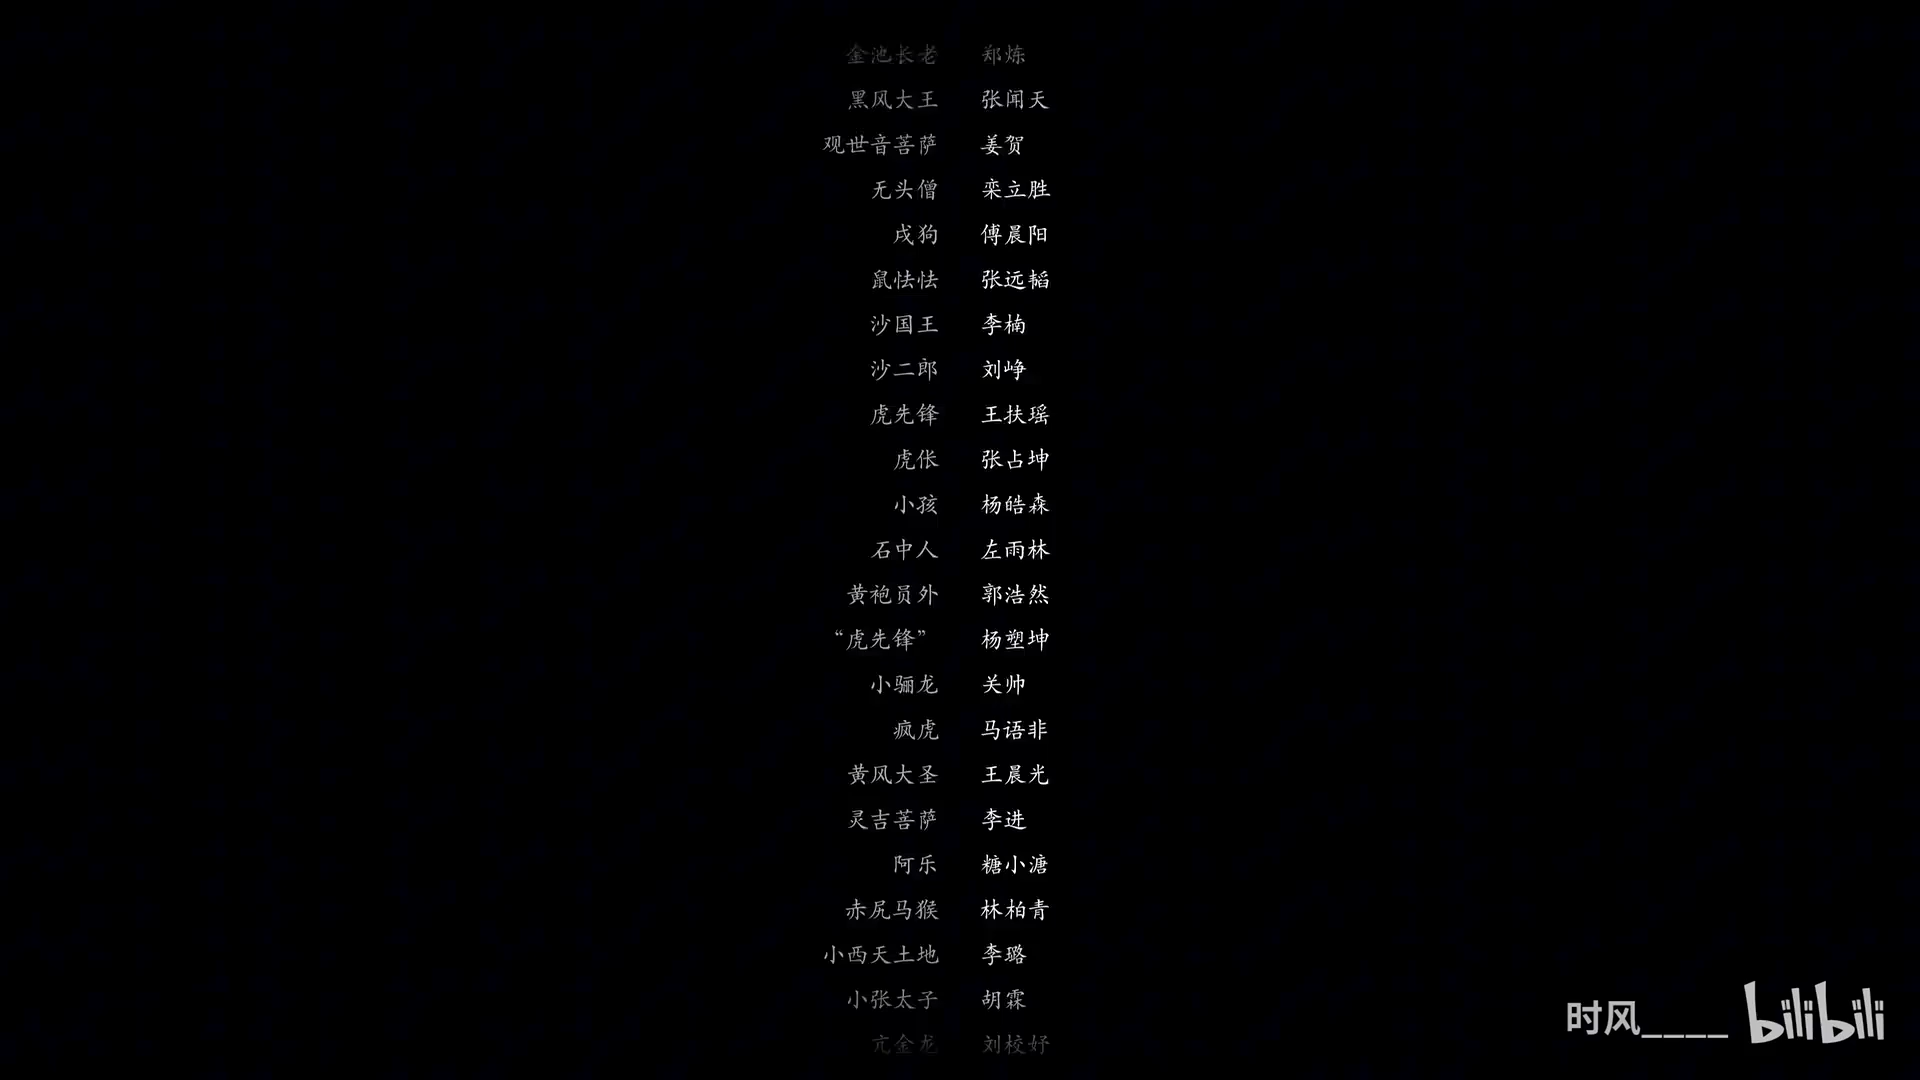 金池长老 郑炼
黑风大王 张闻天
观世音菩萨 姜贺
无头僧 栾立胜
戌狗 傅晨阳
鼠怯怯 张远韬
沙国王 李楠
沙二郎 刘峥
虎先锋 王扶瑶
虎伥 张占坤
小孩 杨皓森
石中人 左雨林
黄袍员外 郭浩然
“虎先锋” 杨塑坤
小骊龙 关帅
疯虎 马语非
黄风大圣 王晨光
灵吉菩萨 李进
阿乐 糖小溏
赤尻马猴 林柏青
小西天土地 李璐
小张太子 胡霖
亢金龙 刘校妤
时风____ bilibili